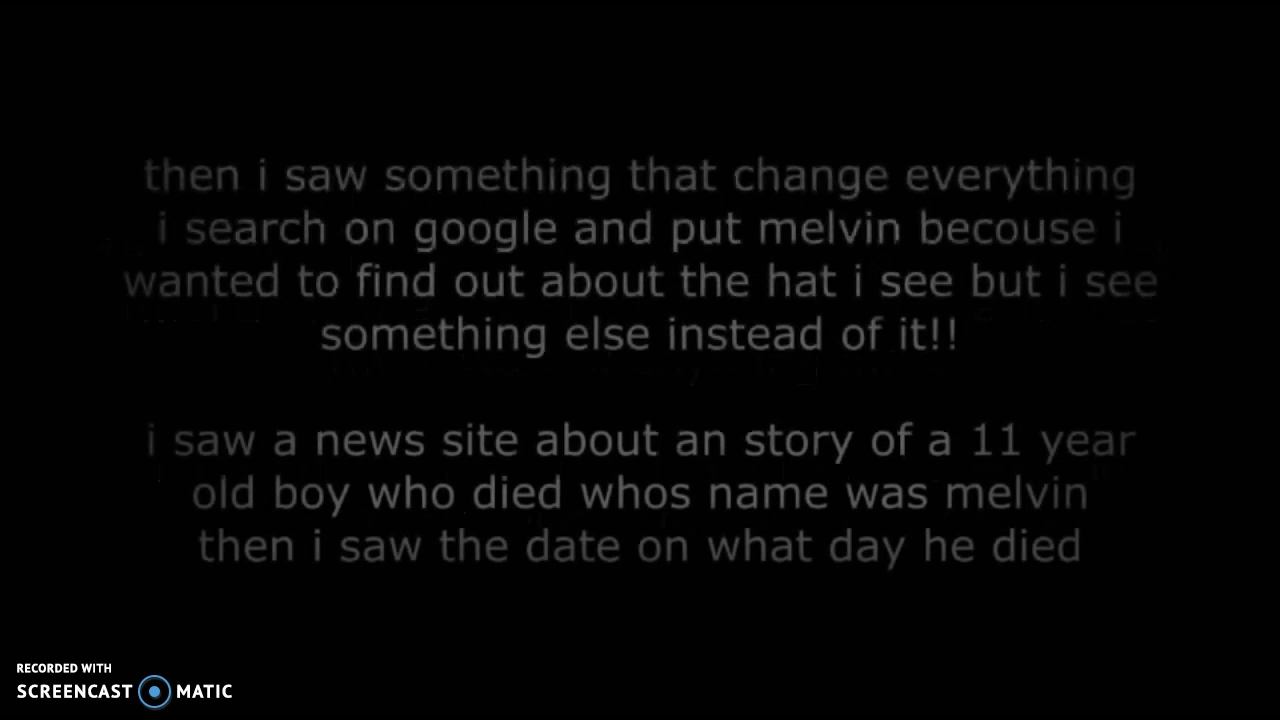 then i saw something that change everything
i search on google and put melvin becouse i
wanted to find out about the hat i see but i see
something else instead of it!!
i saw a news site about an story of a 11 year
old boy who died whos name was melvin
then i saw the date on what day he died
RECORDED WITH
SCREENCAST MATIC